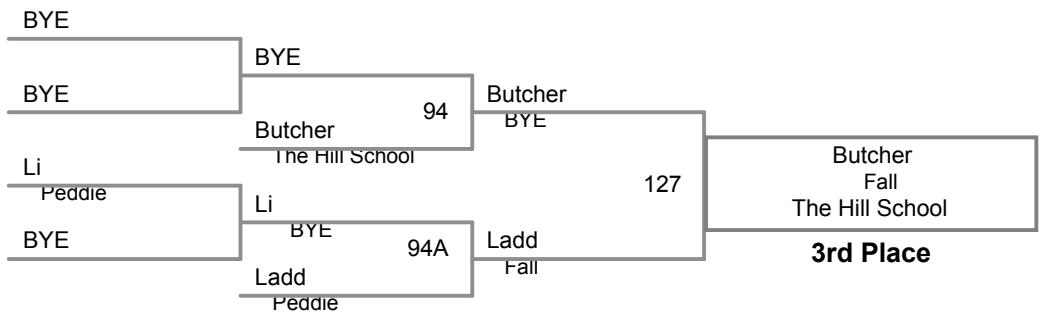 BYE
BYE
BYE
94
Butcher
The Hill School
Butcher
BYE
Li
Peddie
BYE
Li
BYE
94A
Ladd
Peddie
Ladd
Fall
127
Butcher
Fall
The Hill School
3rd Place